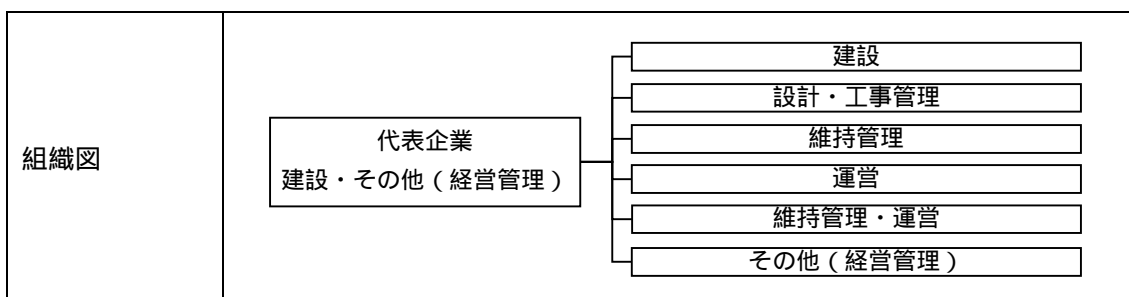 組織図
代表企業
建設・その他（経営管理）
建設
設計・工事管理
維持管理
運営
維持管理・運営
その他（経営管理）